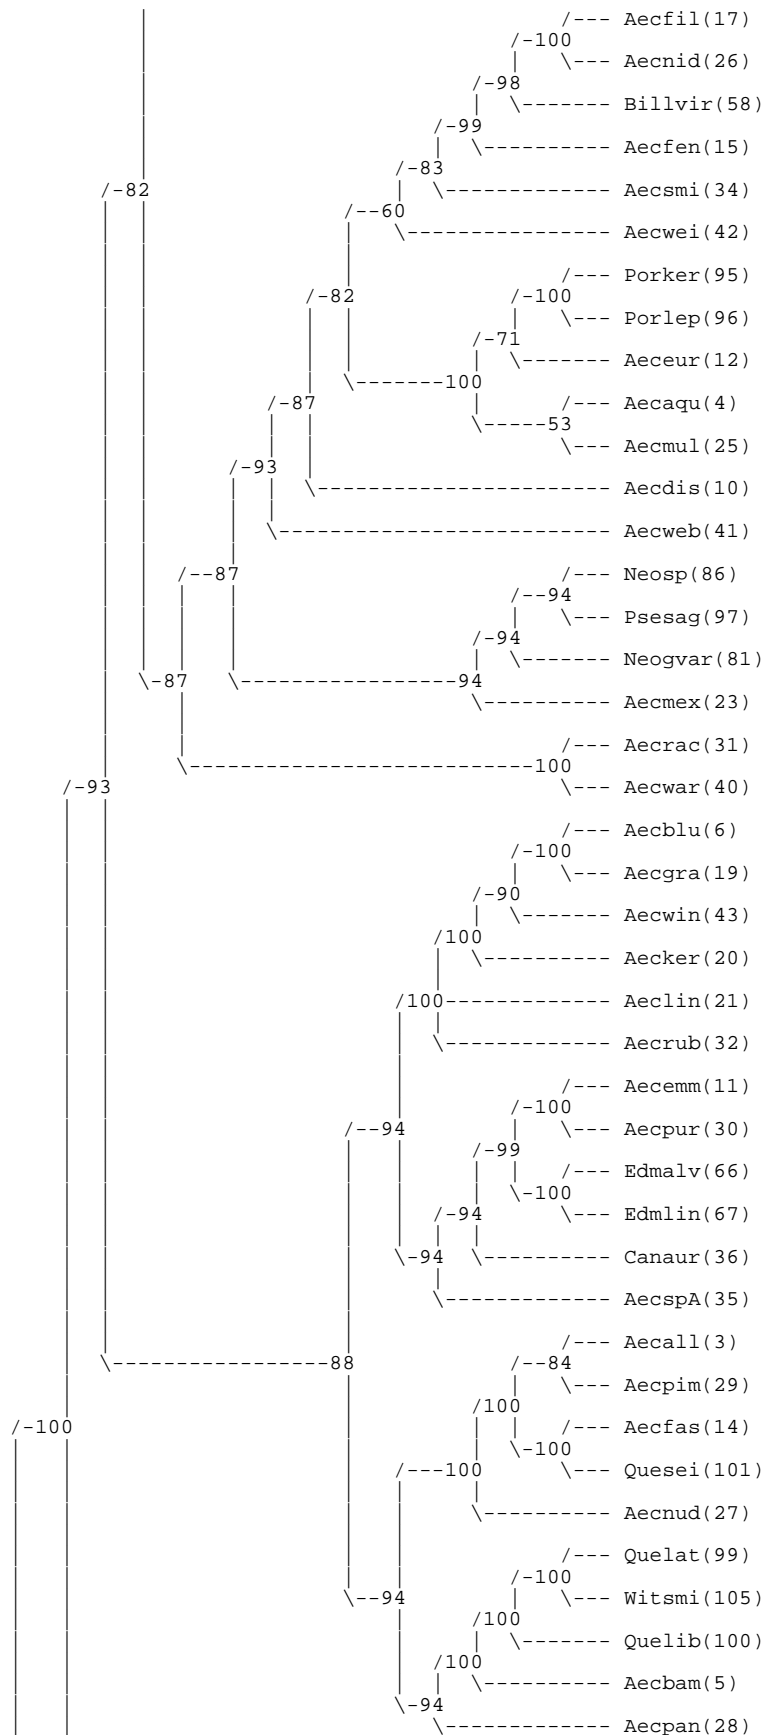 /--- Aecfil(17)
/-100
\--- Aecnid(26)
/-98
\------- Billvir(58)
/-99
\---------- Aecfen(15)
/-83
/-82 \------------- Aecsmi(34)
/--60
\---------------- Aecwei(42)
/--- Porker(95)
/-82 /-100
\--- Porlep(96)
/-71
\------- Aeceur(12)
\-------100
/-87 /--- Aecaqu(4)
\-----53
\--- Aecmul(25)
/-93
\------------------------ Aecdis(10)
\--------------------------- Aecweb(41)
/--87 /--- Neosp(86)
/--94
\--- Psesag(97)
/-94
\------- Neogvar(81)
\-87 \------------------94
\---------- Aecmex(23)
/--- Aecrac(31)
\---------------------------100
/-93 \--- Aecwar(40)
/--- Aecblu(6)
/-100
\--- Aecgra(19)
/-90
\------- Aecwin(43)
/100
\---------- Aecker(20)
/100------------- Aeclin(21)
\------------- Aecrub(32)
/--- Aecemm(11)
/-100
/--94 \--- Aecpur(30)
/-99
/--- Edmalv(66)
\-100
/-94 \--- Edmlin(67)
\-94 \---------- Canaur(36)
\------------- AecspA(35)
/--- Aecall(3)
\-----------------88 /--84
\--- Aecpim(29)
/100
/-100 /--- Aecfas(14)
\-100
/---100 \--- Quesei(101)
\---------- Aecnud(27)
/--- Quelat(99)
/-100
\--94 \--- Witsmi(105)
/100
\------- Quelib(100)
/100
\---------- Aecbam(5)
\-94
\------------- Aecpan(28)